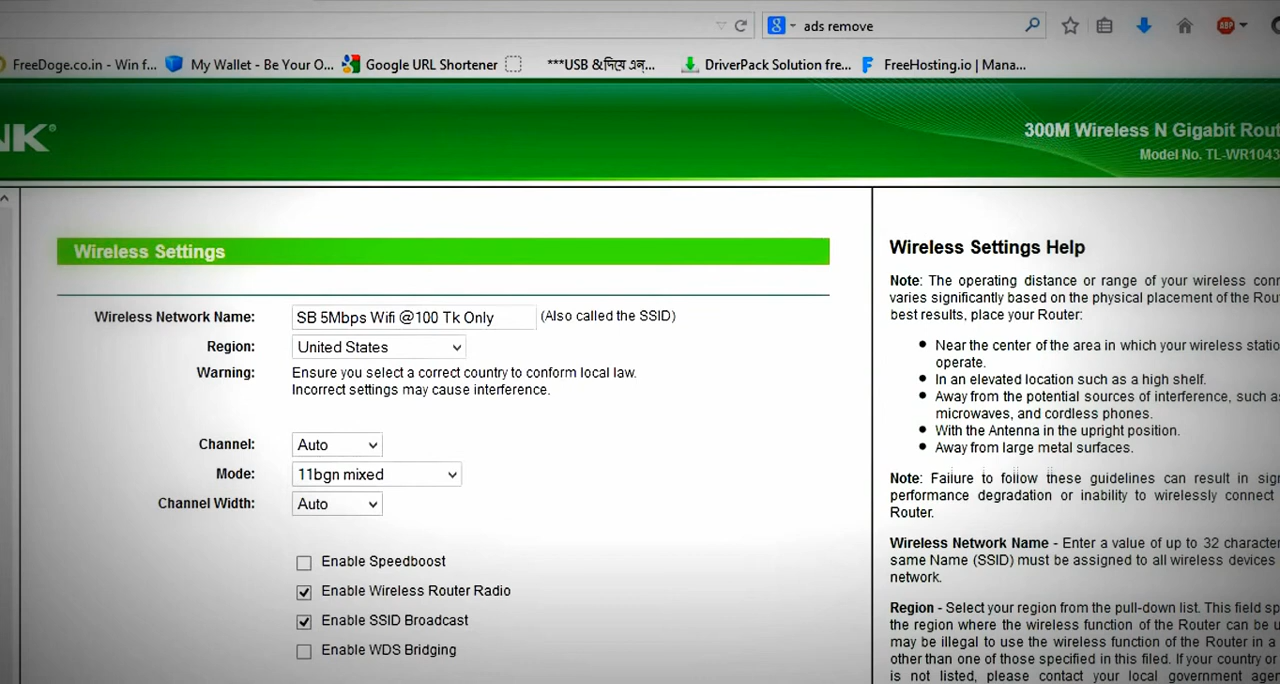 ads remove
FreeDoge.co.in - Win f...
My Wallet - Be Your O...
Google URL Shortener
***USB &দিয়ে এন্...
DriverPack Solution fre...
FreeHosting.io | Mana...
NK®
300M Wireless N Gigabit Rout
Model No. TL-WR1043
Wireless Settings
Wireless Network Name: SB 5Mbps Wifi @100 Tk Only (Also called the SSID)
Region: United States
Warning: Ensure you select a correct country to conform local law.
Incorrect settings may cause interference.
Channel: Auto
Mode: 11bgn mixed
Channel Width: Auto
Enable Speedboost
Enable Wireless Router Radio
Enable SSID Broadcast
Enable WDS Bridging
Wireless Settings Help
Note: The operating distance or range of your wireless conn
varies significantly based on the physical placement of the Rou
best results, place your Router:
Near the center of the area in which your wireless statio
operate.
In an elevated location such as a high shelf.
Away from the potential sources of interference, such as
microwaves, and cordless phones.
With the Antenna in the upright position.
Away from large metal surfaces.
Note: Failure to follow these guidelines can result in sign
performance degradation or inability to wirelessly connect
Router.
Wireless Network Name - Enter a value of up to 32 character
same Name (SSID) must be assigned to all wireless devices
network.
Region - Select your region from the pull-down list. This field sp
the region where the wireless function of the Router can be u
may be illegal to use the wireless function of the Router in a
other than one of those specified in this filed. If your country or
is not listed, please contact your local government agen